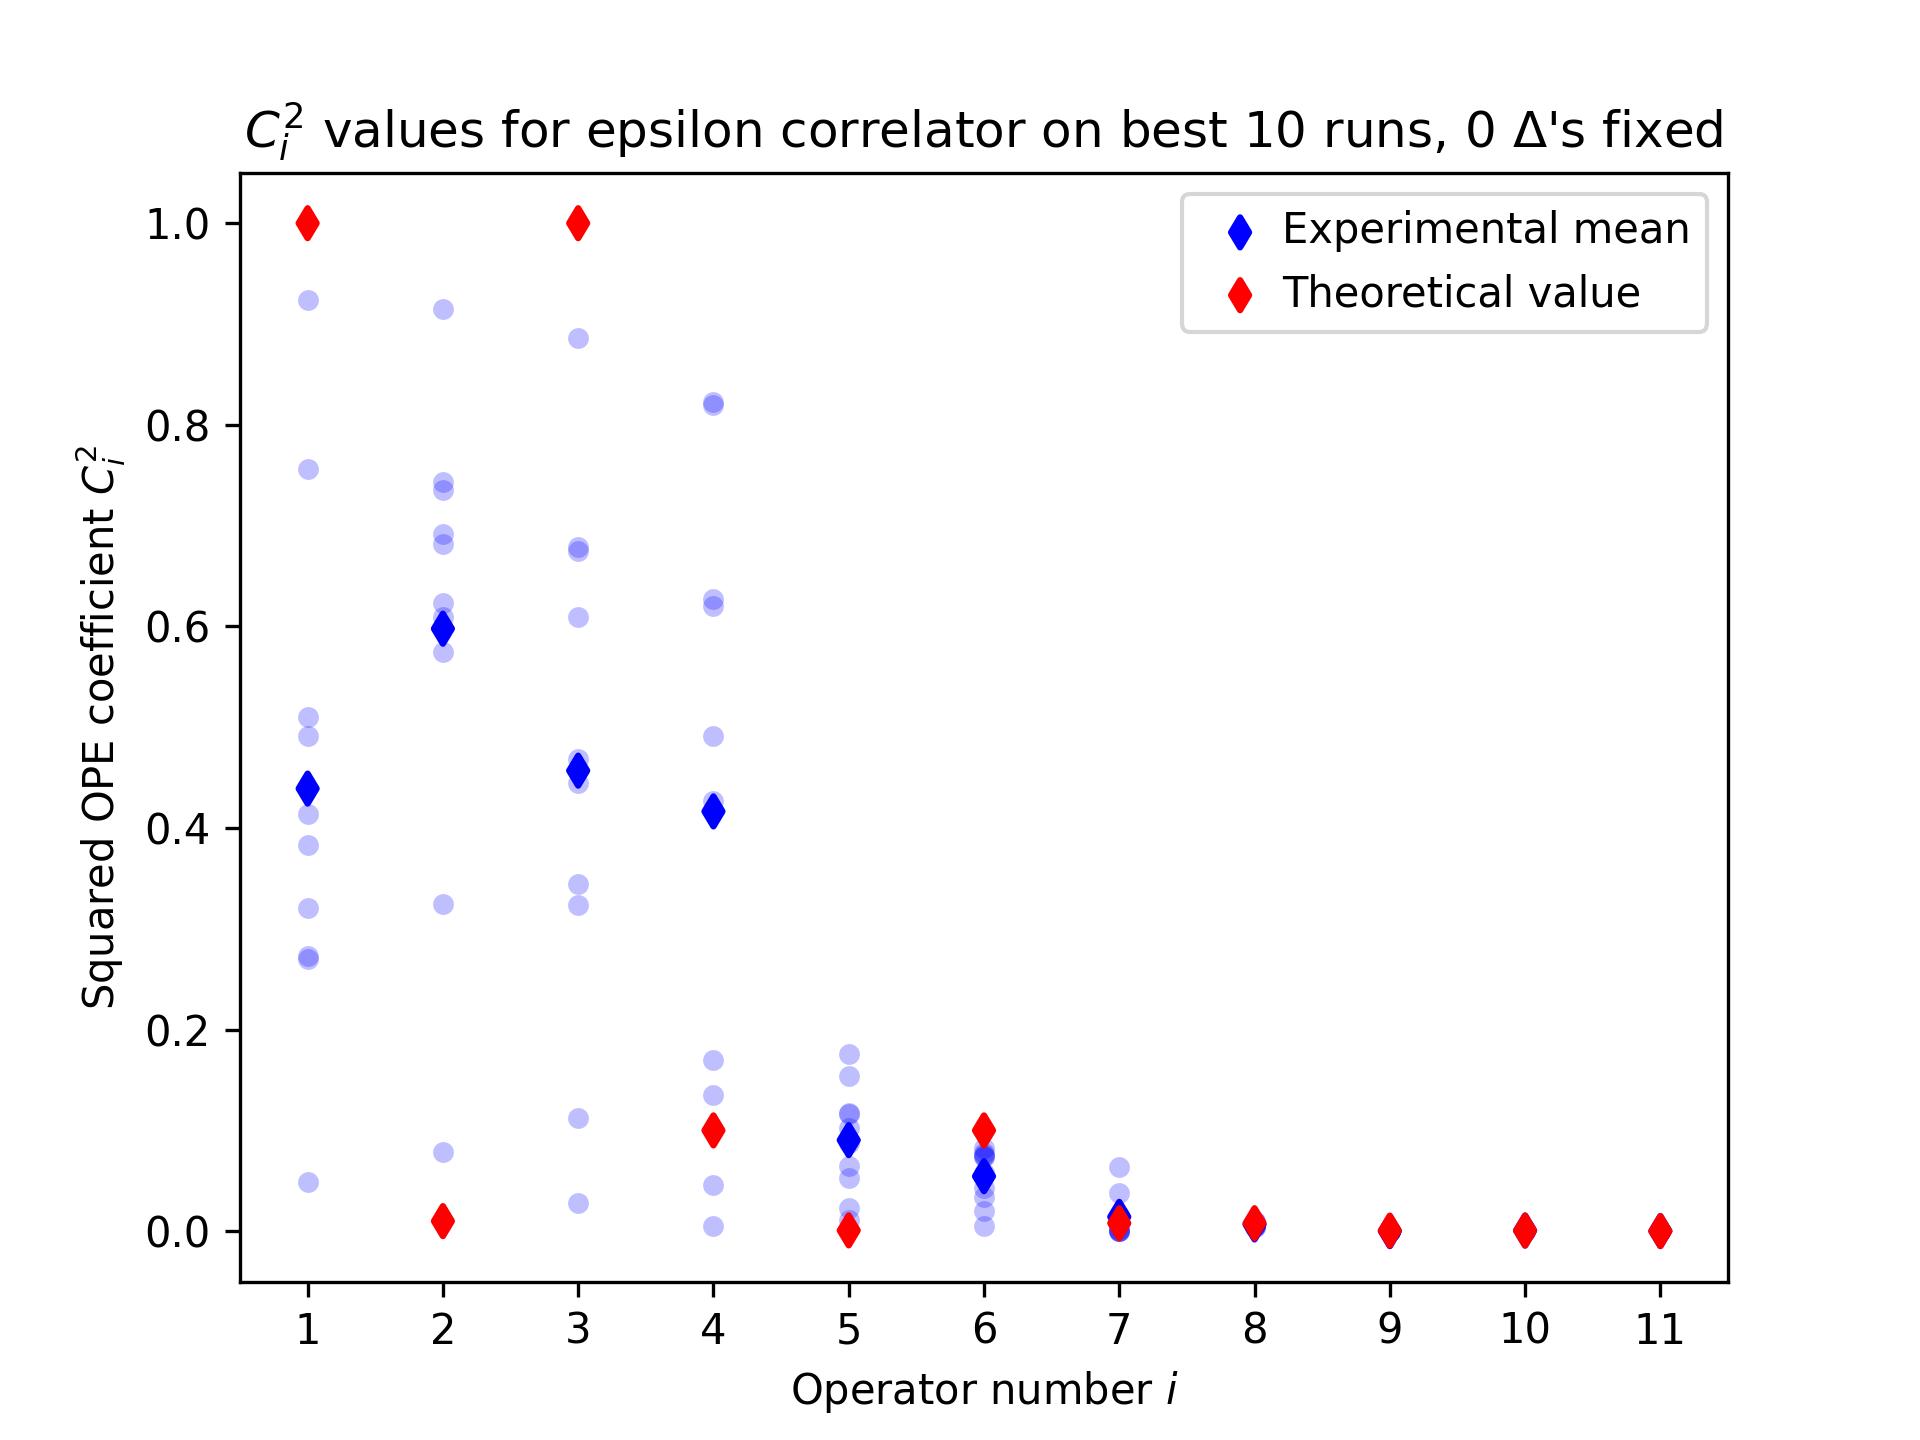 $C_i^2$ values for epsilon correlator on best 10 runs, 0 Δ's fixed
Experimental mean
Theoretical value
Squared OPE coefficient $C_i^2$
1.0
0.8
0.6
0.4
0.2
0.0
1 2 3 4 5 6 7 8 9 10 11
Operator number i